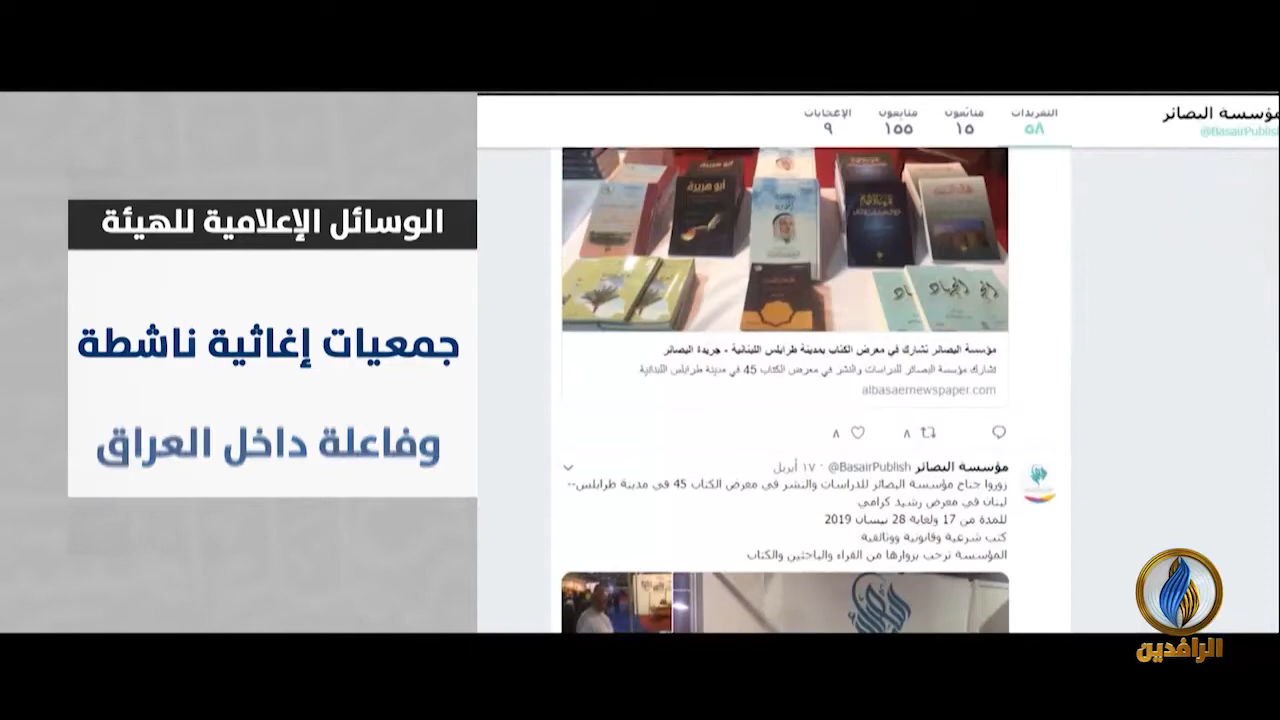 الوسائل الإعلامية للهيئة
جمعيات إغاثية ناشطة
وفاعلة داخل العراق
مؤسسة البصائر
@BasairPublish
التغريدات
٥٨
متابَعون
١٥
متابِعون
١٥٥
الإعجابات
٩
أبو هريرة
مؤسسة البصائر تشارك في معرض الكتاب بمدينة طرابلس اللبنانية - جريدة البصائر
تشارك مؤسسة البصائر للدراسات والنشر في معرض الكتاب 45 في مدينة طرابلس اللبنانية.
albasaernewspaper.com
٨
٨
مؤسسة البصائر @BasairPublish · ١٧ أبريل
زوروا جناح مؤسسة البصائر للدراسات والنشر في معرض الكتاب 45 في مدينة طرابلس--
لبنان في معرض رشيد كرامي
للمدة من 17 ولغاية 28 نيسان 2019
كتب شرعية وقانونية ووثائقية
المؤسسة ترحب بزوارها من القراء والباحثين والكتاب
الرافدين